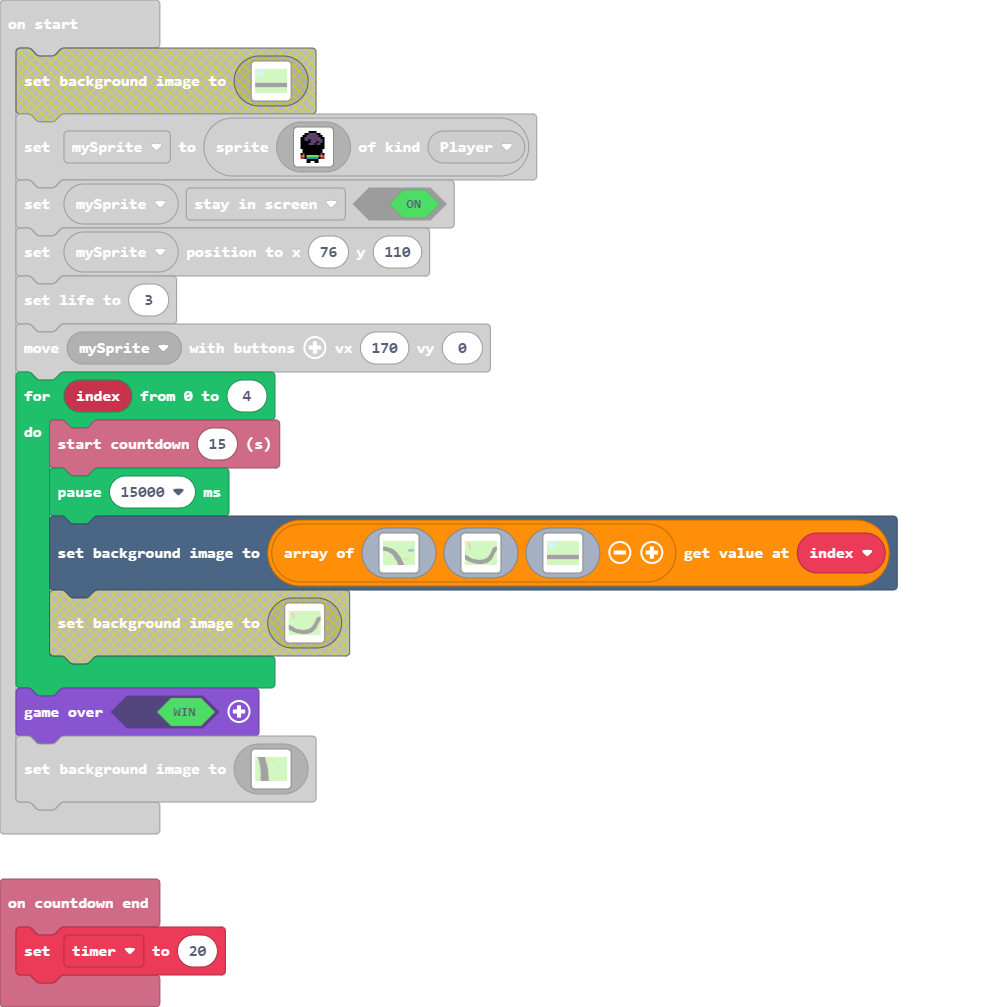 on start
set background image to
set mySprite to sprite of kind Player
set mySprite stay in screen ON
set mySprite position to x 76 y 110
set life to 3
move mySprite with buttons vx 170 vy 0
for index from 0 to 4
do
start countdown 15 (s)
pause 15000 ms
set background image to array of get value at index
set background image to
game over WIN
set background image to
on countdown end
set timer to 20